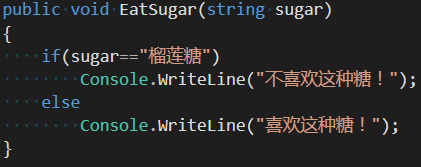 public void EatSugar(string sugar)
{
    if(sugar=="榴莲糖")
        Console.WriteLine("不喜欢这种糖！");
    else
        Console.WriteLine("喜欢这种糖！");
}